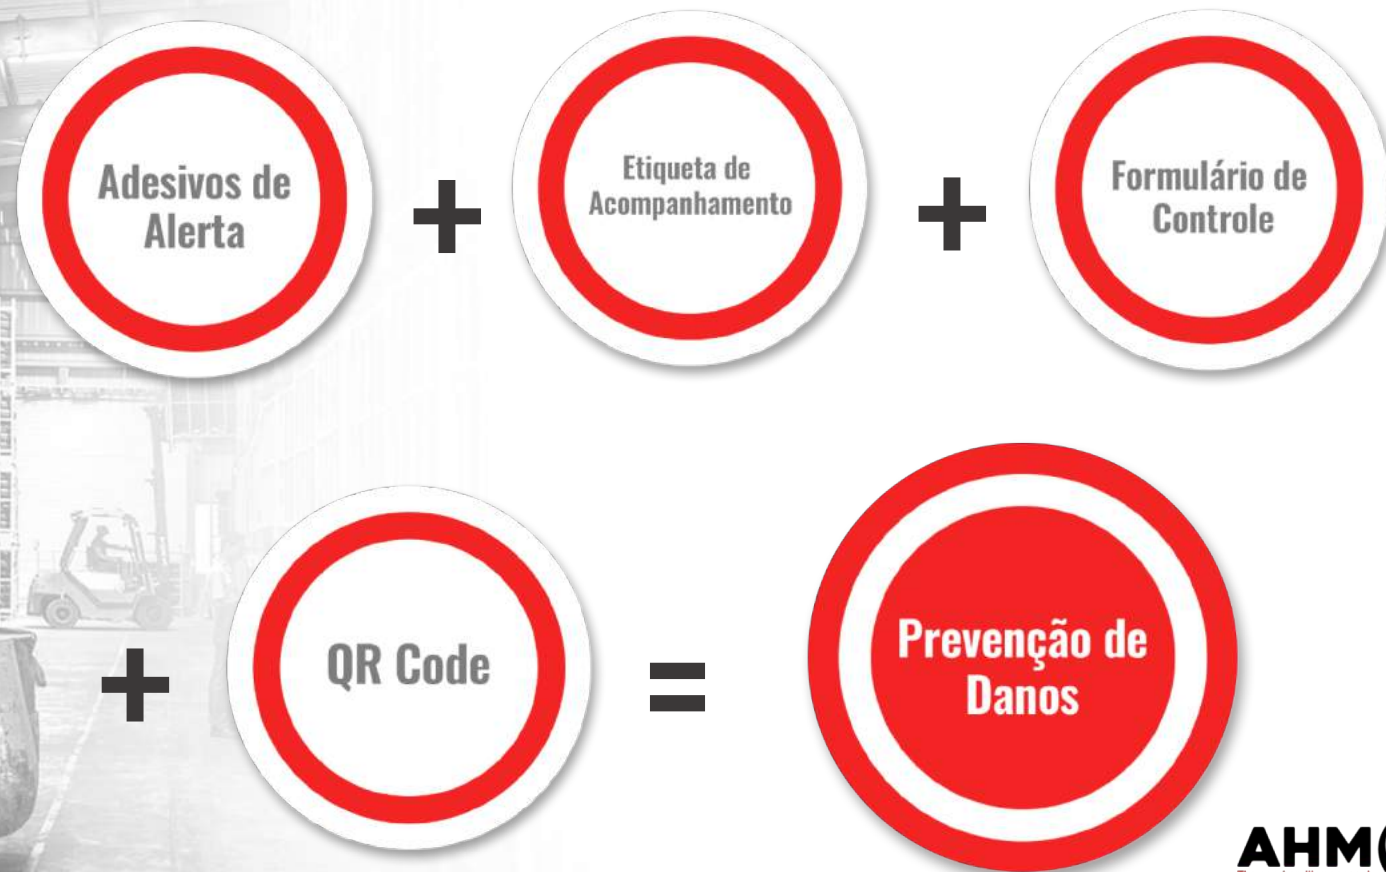 Adesivos de
Alerta
+
Etiqueta de
Acompanhamento
+
Formulário de
Controle
+
QR Code
=
Prevenção de
Danos
AHM(